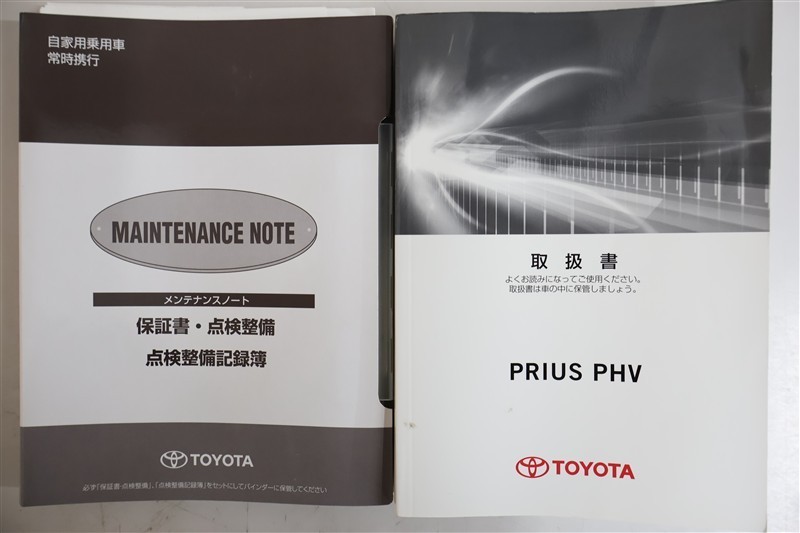 自家用乗用車
常時携行
MAINTENANCE NOTE
メンテナンスノート
保証書・点検整備
点検整備記録簿
TOYOTA
必ず「保証書・点検整備」、「点検整備記録簿」をセットにしてバインダーに保管してください
取扱書
よくお読みになってご使用ください。
取扱書は車の中に保管しましょう。
PRIUS PHV
TOYOTA